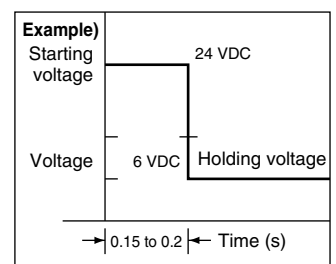 Example)
Starting
voltage
24 VDC
Voltage
6 VDC
Holding voltage
0.15 to 0.2
Time (s)